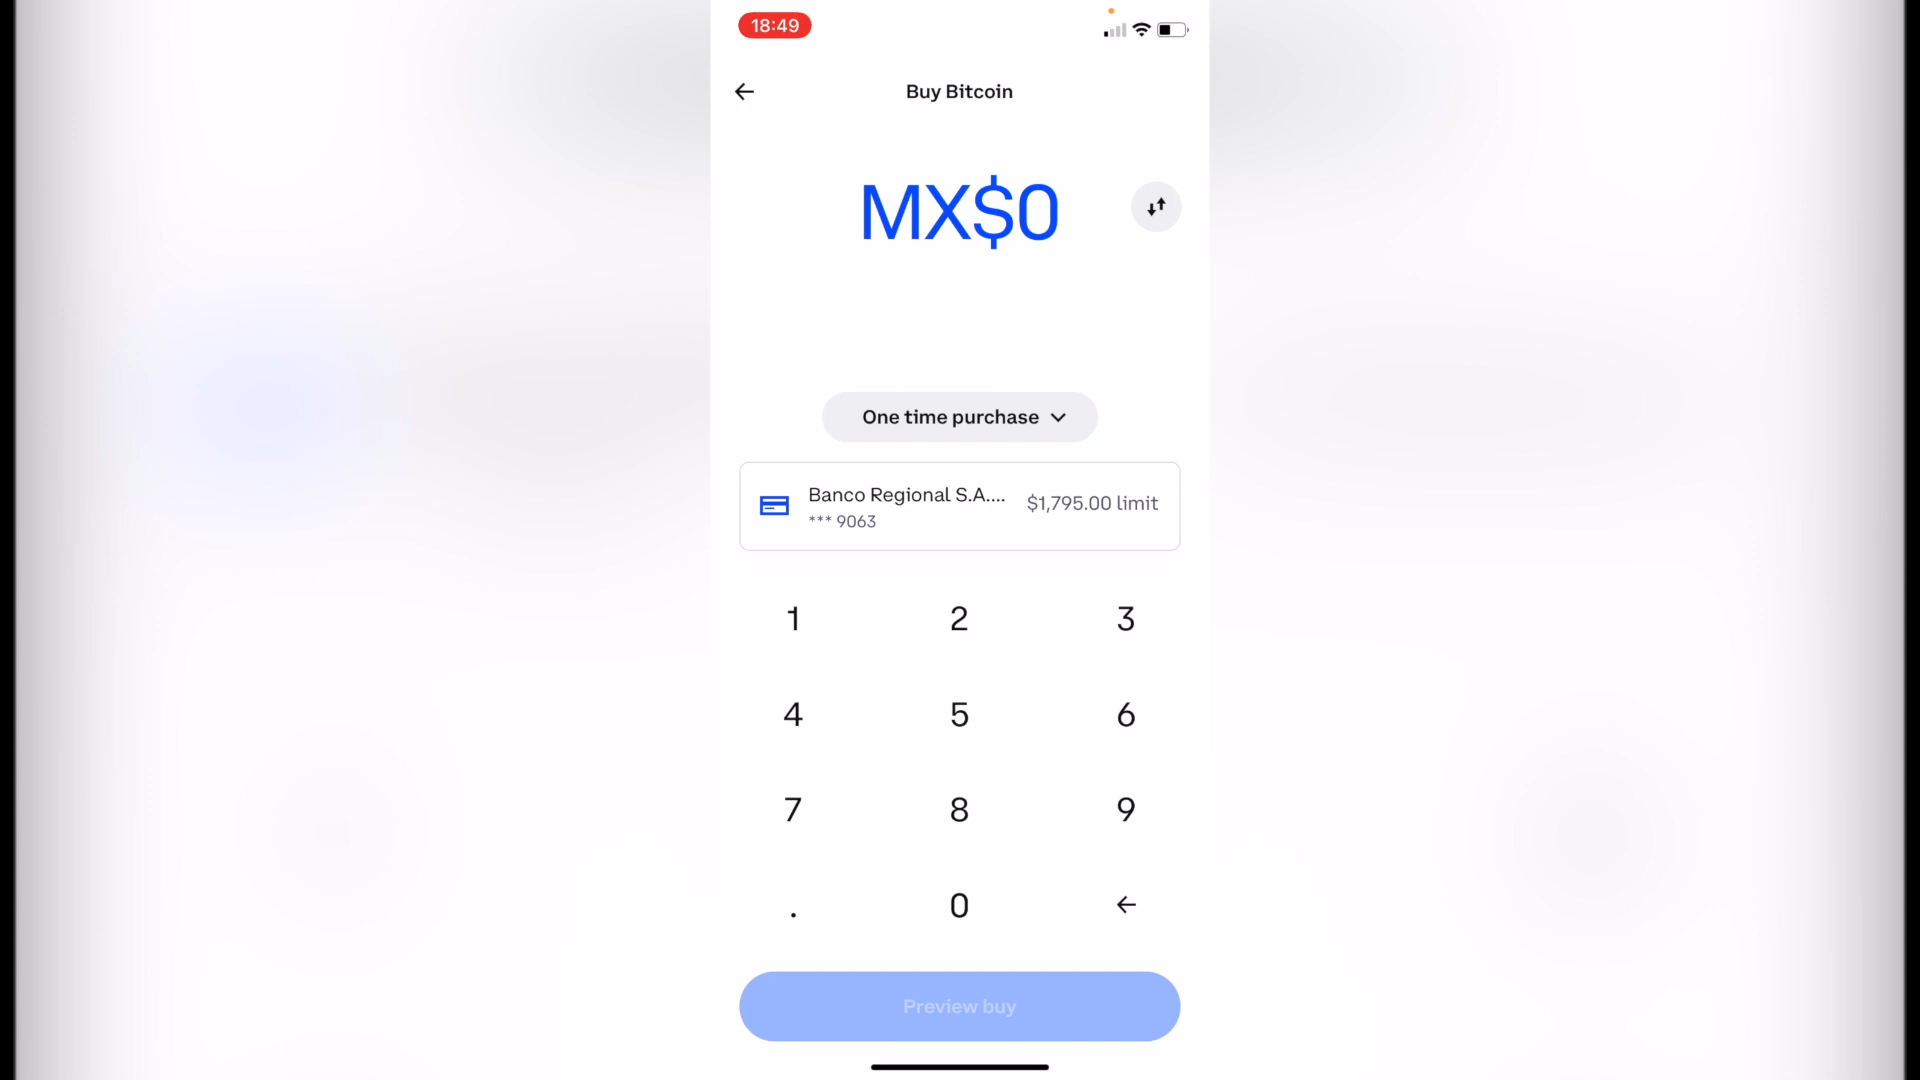 18:49
Buy Bitcoin
MX$0
One time purchase
Banco Regional S.A.... $1,795.00 limit
*** 9063
1 2 3
4 5 6
7 8 9
. 0
Preview buy